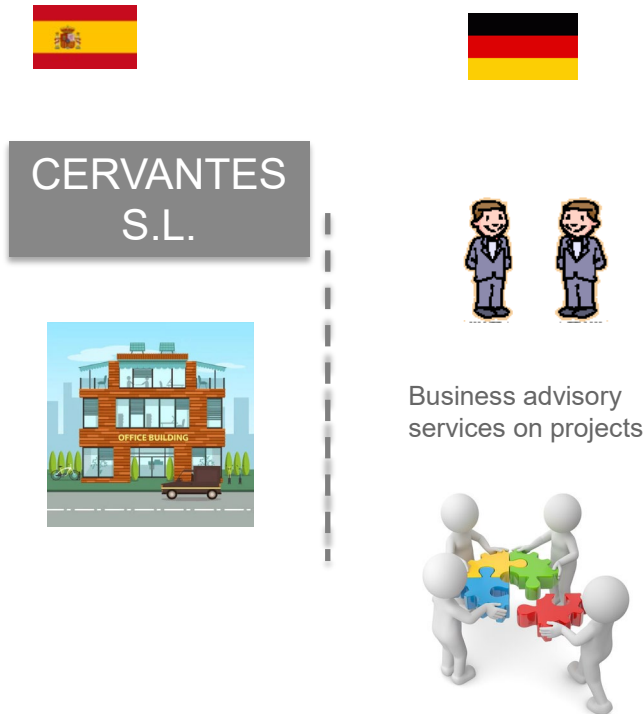 CERVANTES
S.L.
OFFICE BUILDING
Business advisory
services on projects